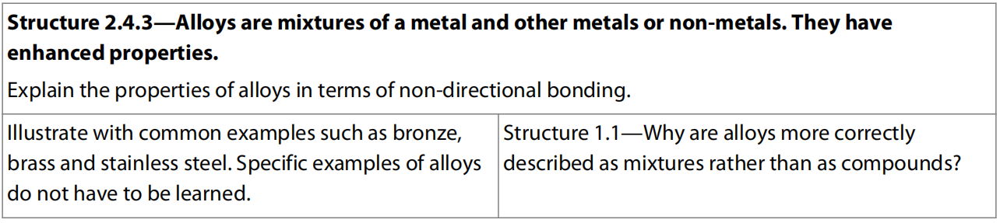 Structure 2.4.3—Alloys are mixtures of a metal and other metals or non-metals. They have
enhanced properties.
Explain the properties of alloys in terms of non-directional bonding.
Illustrate with common examples such as bronze,
brass and stainless steel. Specific examples of alloys
do not have to be learned.
Structure 1.1—Why are alloys more correctly
described as mixtures rather than as compounds?